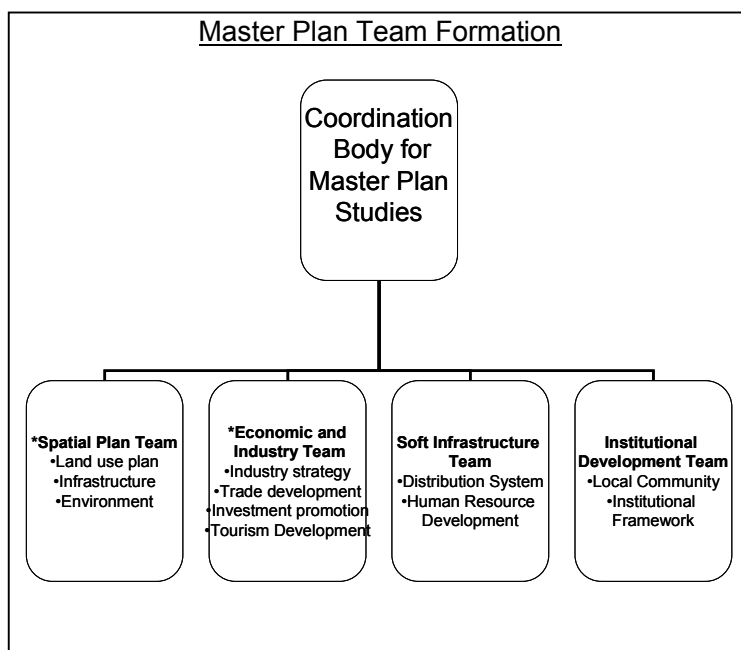 Master Plan Team Formation
Coordination
Body for
Master Plan
Studies
*Spatial Plan Team
•Land use plan
•Infrastructure
•Environment
*Economic and
Industry Team
•Industry strategy
•Trade development
•Investment promotion
•Tourism Development
Soft Infrastructure
Team
•Distribution System
•Human Resource
Development
Institutional
Development Team
•Local Community
•Institutional
Framework